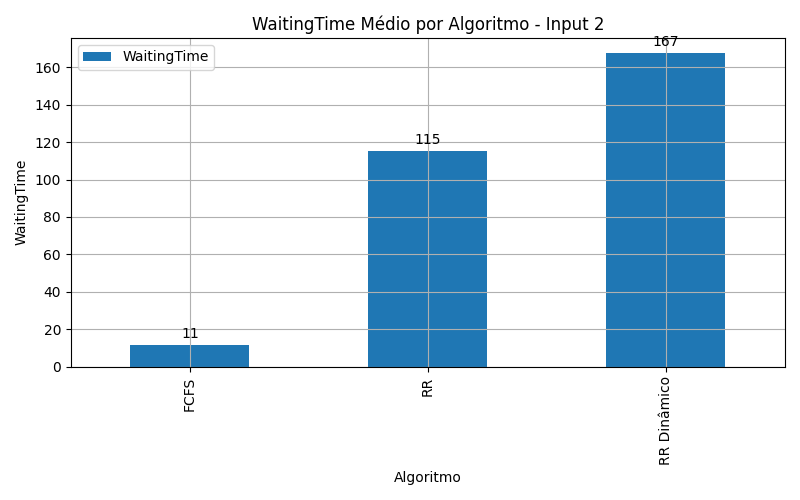 WaitingTime Médio por Algoritmo - Input 2
WaitingTime
167
160
140
120
115
100
80
60
40
20
11
0
WaitingTime
FCFS
RR
RR Dinâmico
Algoritmo